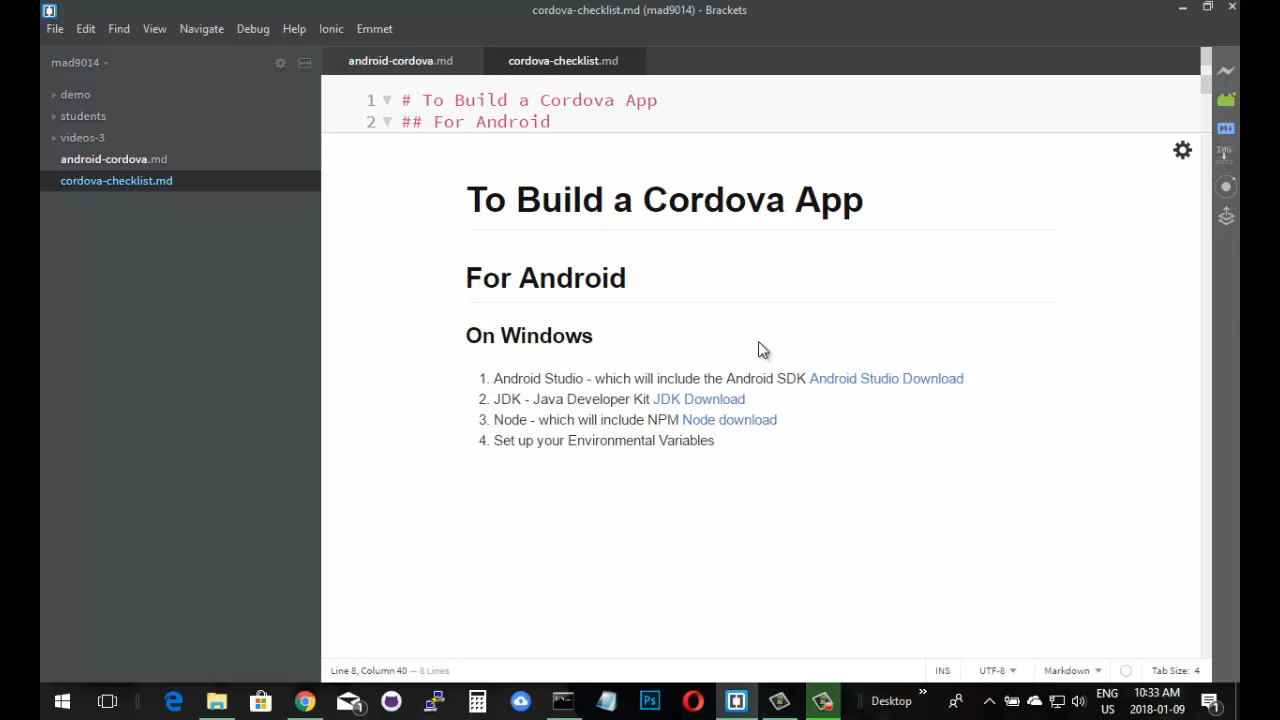 cordova-checklist.md (mad9014) - Brackets
File Edit Find View Navigate Debug Help Ionic Emmet
mad9014
android-cordova.md cordova-checklist.md
demo
students
videos-3
android-cordova.md
cordova-checklist.md
1 # To Build a Cordova App
2 ## For Android
To Build a Cordova App
For Android
On Windows
1. Android Studio - which will include the Android SDK Android Studio Download
2. JDK - Java Developer Kit JDK Download
3. Node - which will include NPM Node download
4. Set up your Environmental Variables
Line 8, Column 40 — 8 Lines INS UTF-8 Markdown Tab Size: 4
Desktop » ENG US 10:33 AM 2018-01-09